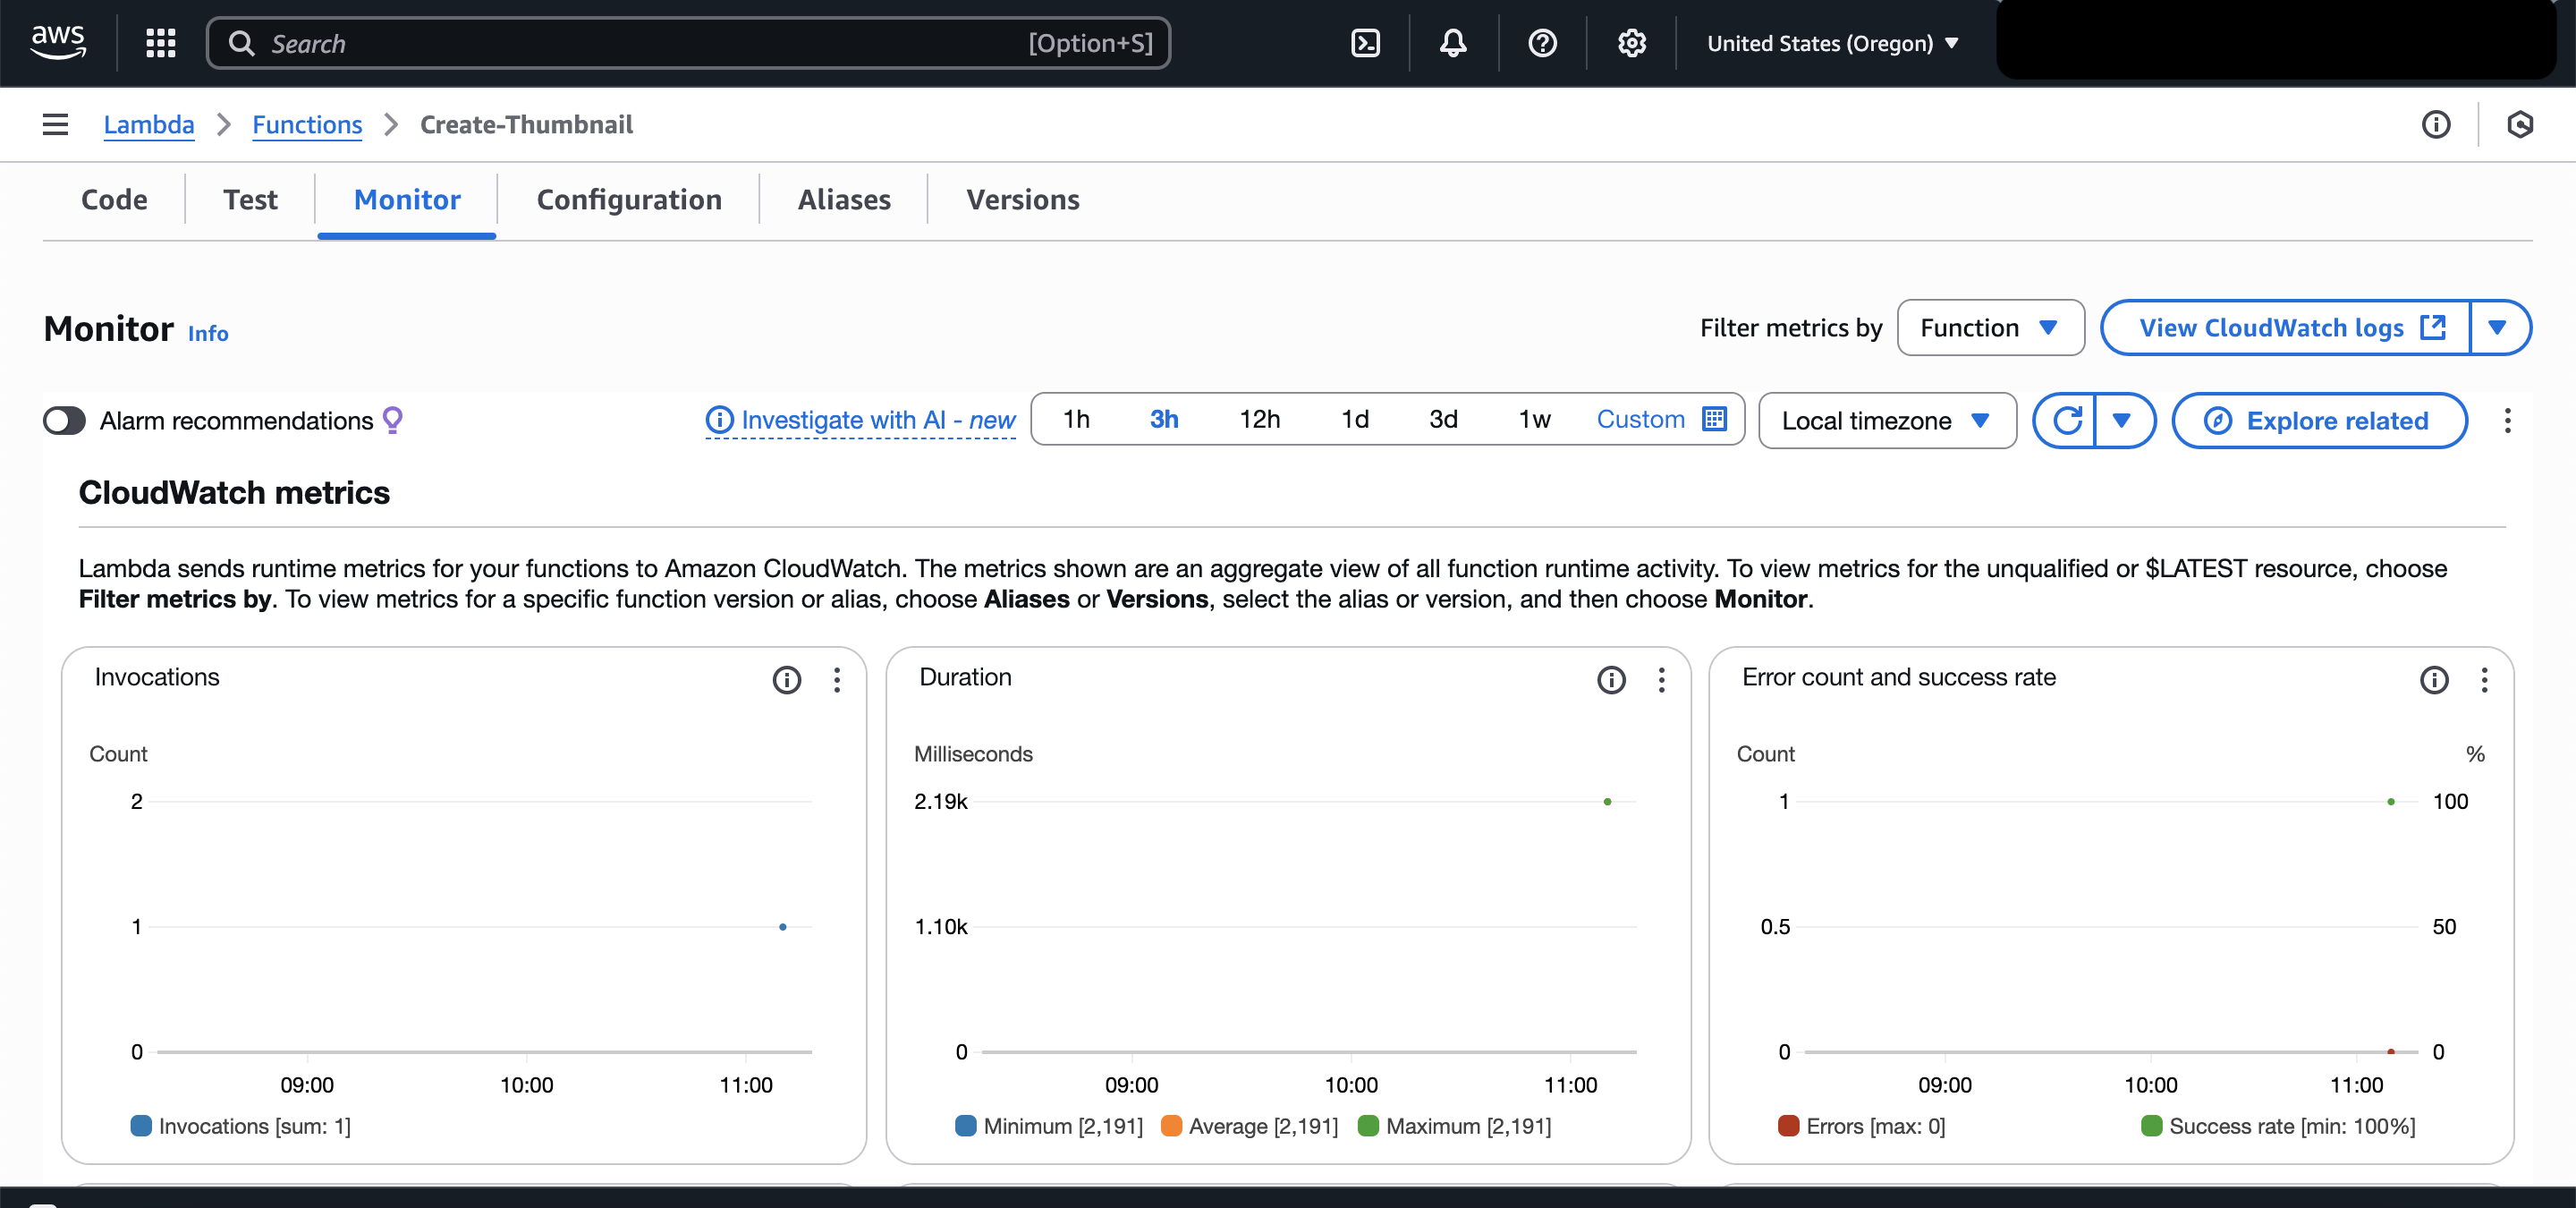 aws
Search [Option+S]
United States (Oregon)
Lambda Functions Create-Thumbnail
Code Test Monitor Configuration Aliases Versions
Monitor Info
Filter metrics by Function View CloudWatch logs
Alarm recommendations Investigate with AI - new 1h 3h 12h 1d 3d 1w Custom Local timezone Explore related
CloudWatch metrics
Lambda sends runtime metrics for your functions to Amazon CloudWatch. The metrics shown are an aggregate view of all function runtime activity. To view metrics for the unqualified or $LATEST resource, choose
Filter metrics by. To view metrics for a specific function version or alias, choose Aliases or Versions, select the alias or version, and then choose Monitor.
Invocations
Count
2
1
0
09:00 10:00 11:00
Invocations [sum: 1]
Duration
Milliseconds
2.19k
1.10k
0
09:00 10:00 11:00
Minimum [2,191] Average [2,191] Maximum [2,191]
Error count and success rate
Count %
1 100
0.5 50
0 0
09:00 10:00 11:00
Errors [max: 0] Success rate [min: 100%]